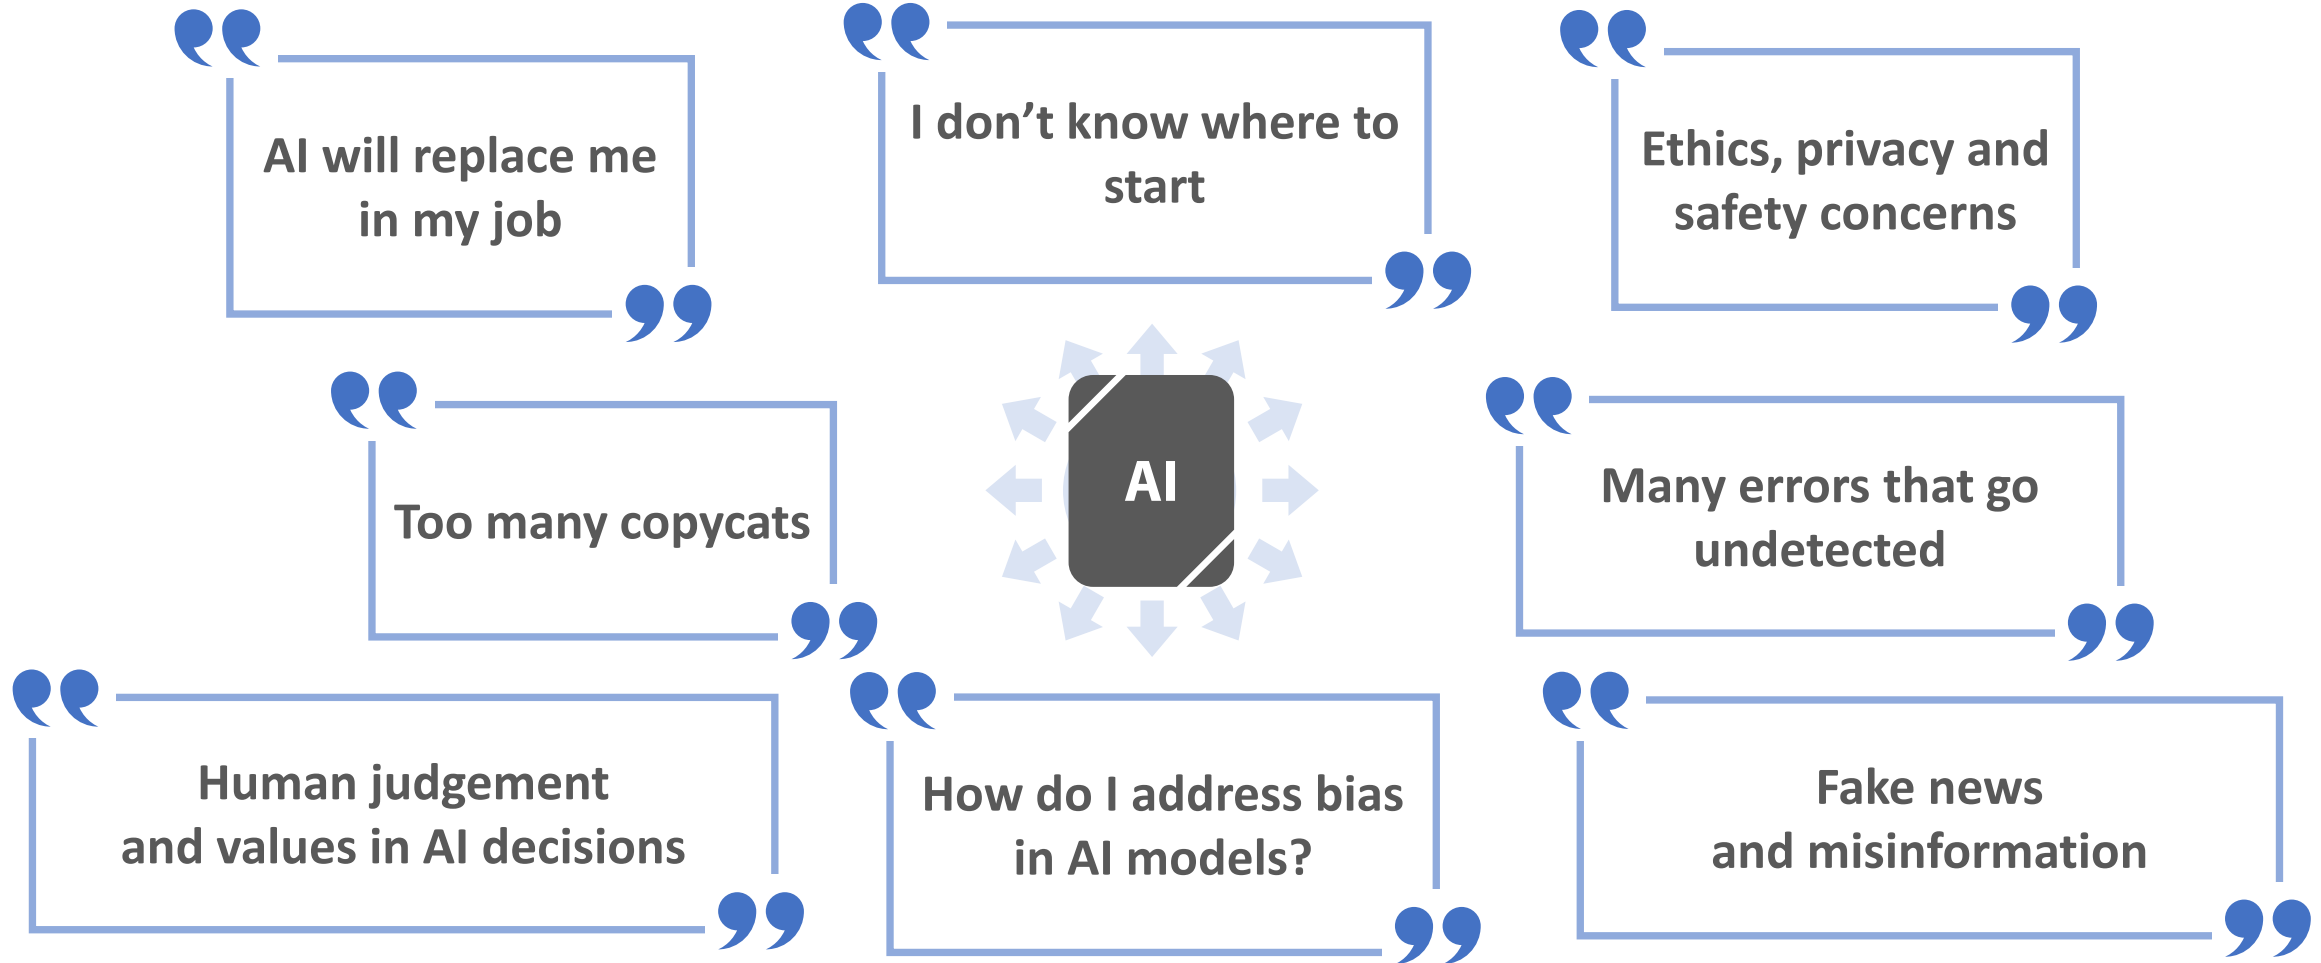 AI will replace me
in my job
I don’t know where to
start
Ethics, privacy and
safety concerns
Too many copycats
AI
Many errors that go
undetected
Human judgement
and values in AI decisions
How do I address bias
in AI models?
Fake news
and misinformation